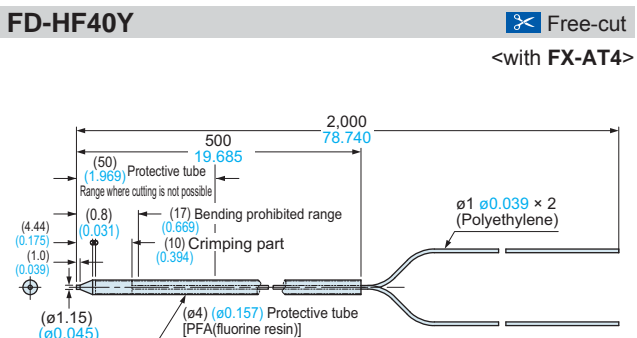 FD-HF40Y
Free-cut
<with FX-AT4>
2,000
78.740
500
19.685
(50)
(1.969)
Protective tube
Range where cutting is not possible
(0.8)
(0.031)
(17) Bending prohibited range
(0.669)
(10) Crimping part
(0.394)
(4.44)
(0.175)
(1.0)
(0.039)
ø1 ø0.039 × 2
(Polyethylene)
(ø1.15)
(ø0.045)
(ø4) (ø0.157) Protective tube
[PFA(fluorine resin)]